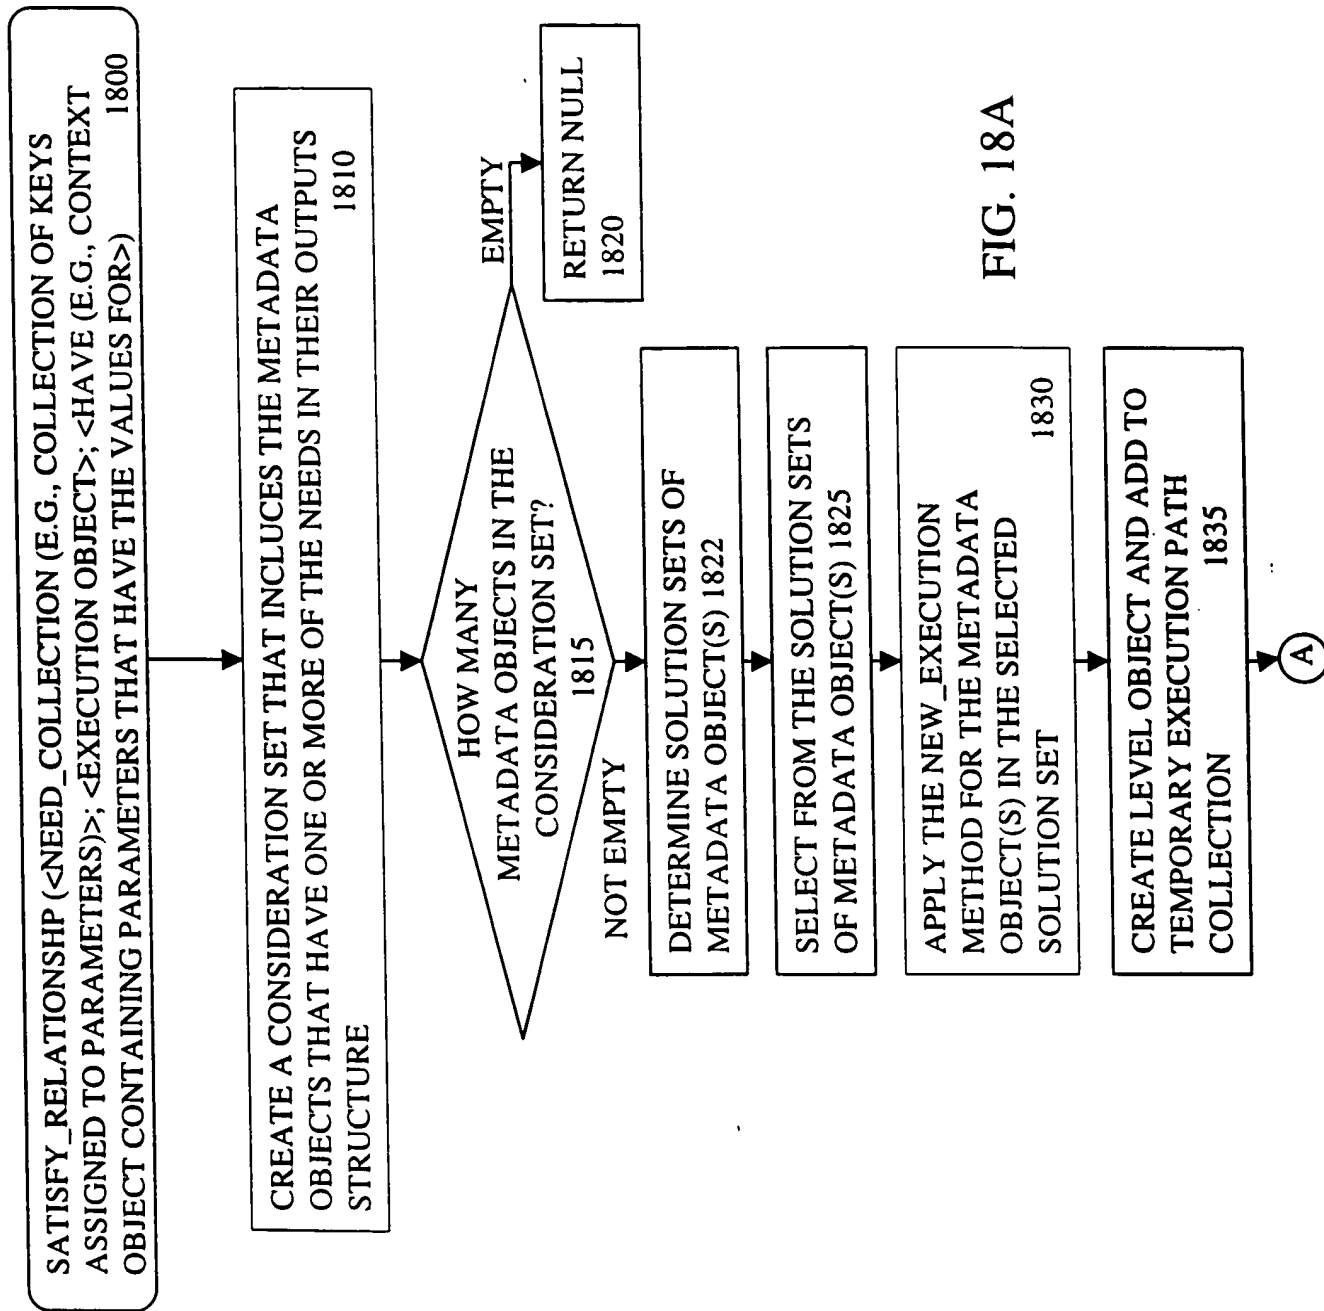 SATISFY_RELATIONSHP (<NEED_COLLECTION (E.G., COLLECTION OF KEYS
ASSIGNED TO PARAMETERS)>; <EXECUTION OBJECT>; <HAVE (E.G., CONTEXT
OBJECT CONTAINING PARAMETERS THAT HAVE THE VALUES FOR>)
1800
CREATE A CONSIDERATION SET THAT INCLUCES THE METADATA
OBJECTS THAT HAVE ONE OR MORE OF THE NEEDS IN THEIR OUTPUTS
STRUCTURE
1810
HOW MANY
METADATA OBJECTS IN THE
CONSIDERATION SET?
1815
EMPTY
RETURN NULL
1820
NOT EMPTY
DETERMINE SOLUTION SETS OF
METADATA OBJECT(S) 1822
SELECT FROM THE SOLUTION SETS
OF METADATA OBJECT(S) 1825
APPLY THE NEW_EXECUTION
METHOD FOR THE METADATA
OBJECT(S) IN THE SELECTED
SOLUTION SET
1830
CREATE LEVEL OBJECT AND ADD TO
TEMPORARY EXECUTION PATH
COLLECTION
1835
A
FIG. 18A